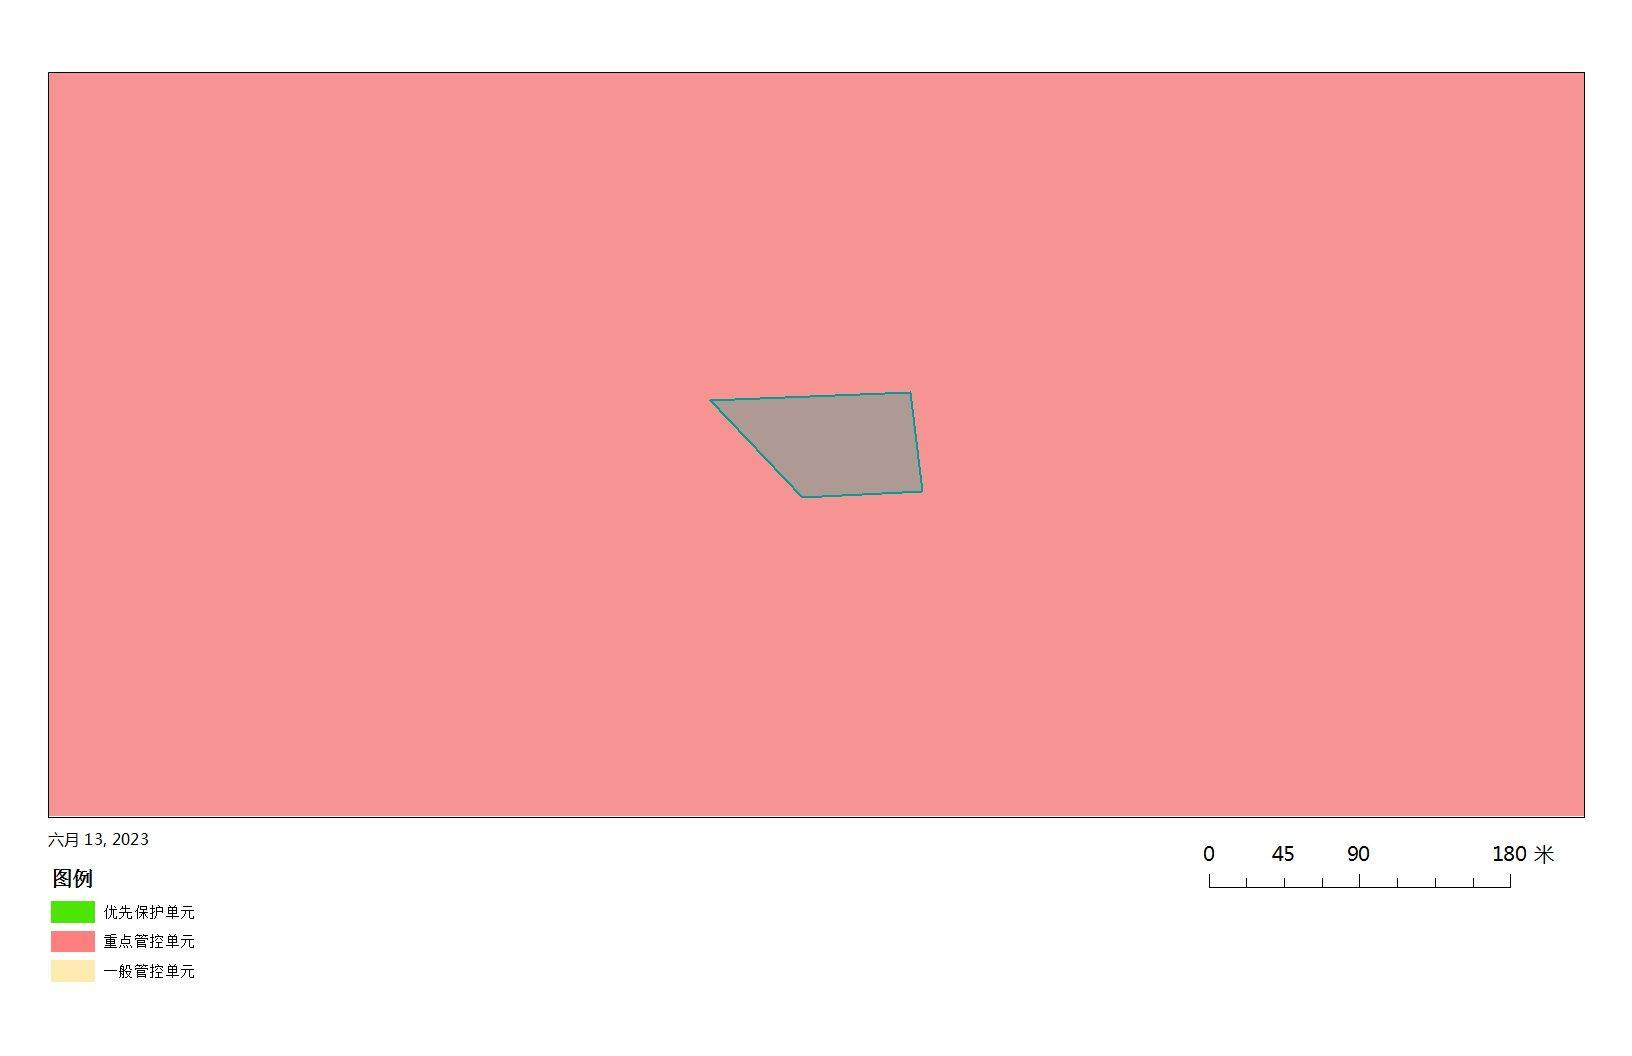 六月 13, 2023
0 45 90 180 米
图例
优先保护单元
重点管控单元
一般管控单元